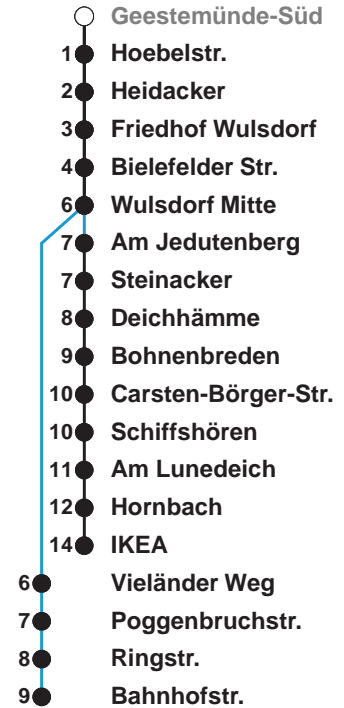 Geestemünde-Süd
1 Hoebelstr.
2 Heidacker
3 Friedhof Wulsdorf
4 Bielefelder Str.
6 Wulsdorf Mitte
7 Am Jedutenberg
7 Steinacker
8 Deichhämme
9 Bohnenbreden
10 Carsten-Börger-Str.
10 Schiffshören
11 Am Lunedeich
12 Hornbach
14 IKEA
6 Vieländer Weg
7 Poggenbruchstr.
8 Ringstr.
9 Bahnhofstr.